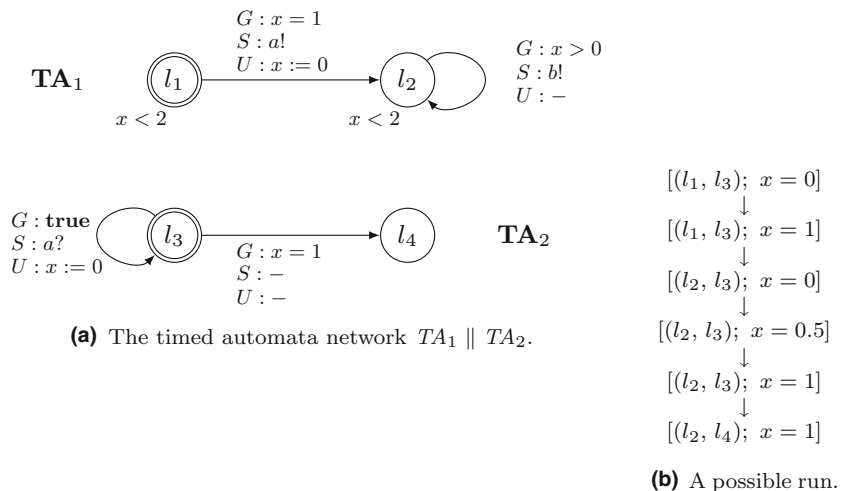 G : x = 1
S : a!
U : x := 0
TA₁
l₁
l₂
G : x > 0
S : b!
U : −
x < 2
x < 2
G : true
S : a?
U : x := 0
l₃
l₄
TA₂
G : x = 1
S : −
U : −
(a) The timed automata network TA₁ ∥ TA₂.
[(l₁, l₃); x = 0]
↓
[(l₁, l₃); x = 1]
↓
[(l₂, l₃); x = 0]
↓
[(l₂, l₃); x = 0.5]
↓
[(l₂, l₃); x = 1]
↓
[(l₂, l₄); x = 1]
(b) A possible run.